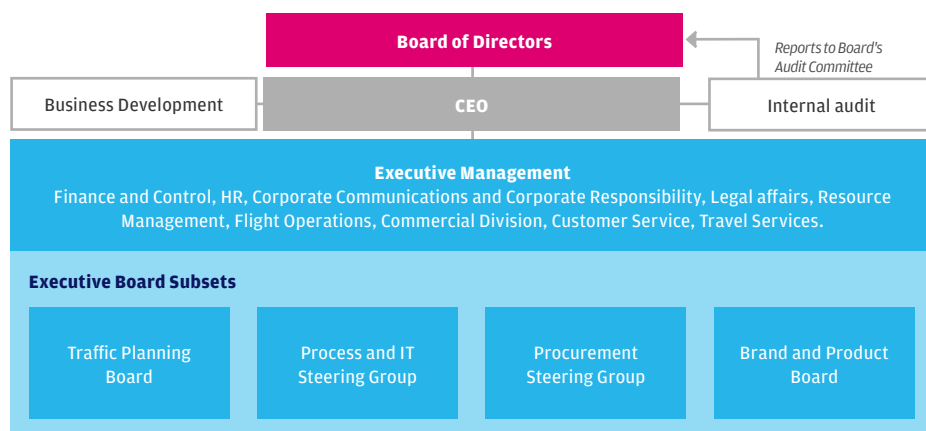 Board of Directors
Reports to Board's
Audit Committee
Business Development
CEO
Internal audit
Executive Management
Finance and Control, HR, Corporate Communications and Corporate Responsibility, Legal affairs, Resource
Management, Flight Operations, Commercial Division, Customer Service, Travel Services.
Executive Board Subsets
Traffic Planning
Board
Process and IT
Steering Group
Procurement
Steering Group
Brand and Product
Board